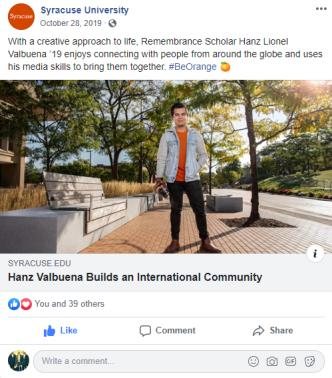 Syracuse
Syracuse University
October 28, 2019 ·
With a creative approach to life, Remembrance Scholar Hanz Lionel
Valbuena `19 enjoys connecting with people from around the globe and uses
his media skills to bring them together. #BeOrange 🍊
SYRACUSE.EDU
Hanz Valbuena Builds an International Community
You and 39 others
Like
Comment
Share
Write a comment...
GIF